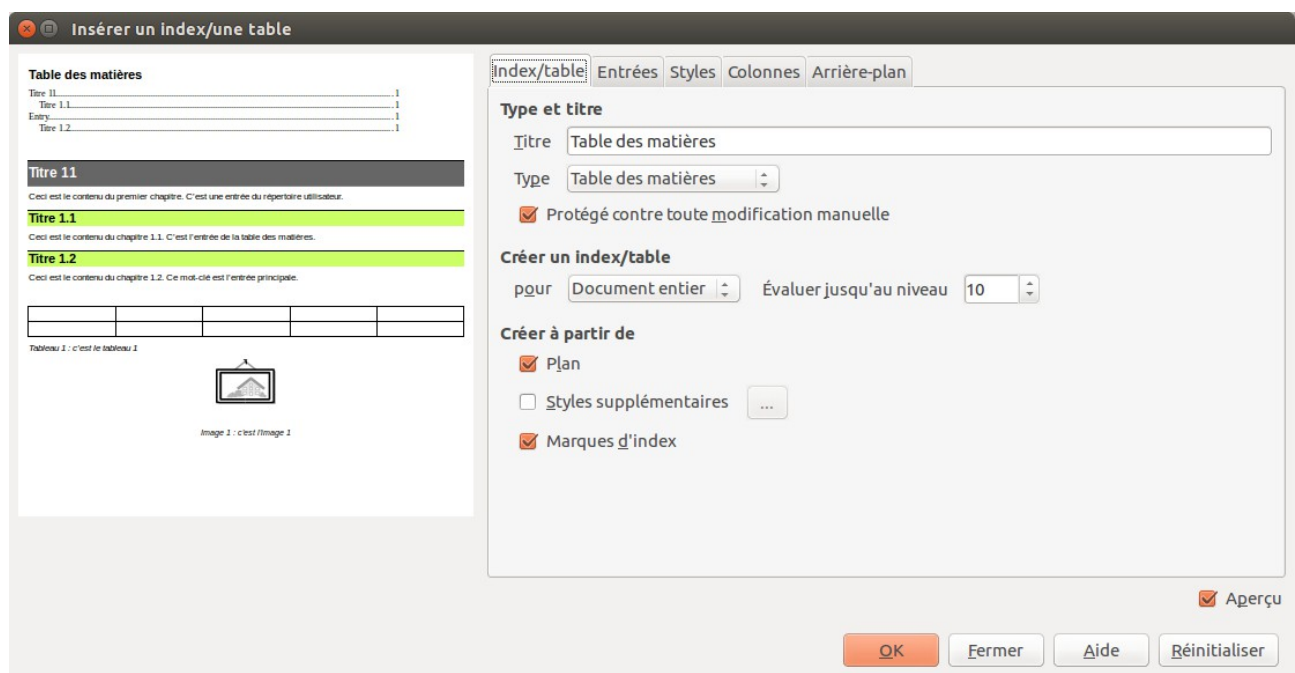 Insérer un index/une table
Table des matières
Titre 11 1
Titre 1.1 1
Entry 1
Titre 1.2 1
Titre 11
Ceci est le contenu du premier chapitre. C'est une entrée du répertoire utilisateur.
Titre 1.1
Ceci est le contenu du chapitre 1.1. C'est l'entrée de la table des matières.
Titre 1.2
Ceci est le contenu du chapitre 1.2. Ce mot-clé est l'entrée principale.
Tableau 1 : c'est le tableau 1
Image 1 : c'est l'Image 1
Index/table Entrées Styles Colonnes Arrière-plan
Type et titre
Titre Table des matières
Type Table des matières
Protégé contre toute modification manuelle
Créer un index/table
pour Document entier Évaluer jusqu'au niveau 10
Créer à partir de
Plan
Styles supplémentaires ...
Marques d'index
Aperçu
OK Fermer Aide Réinitialiser